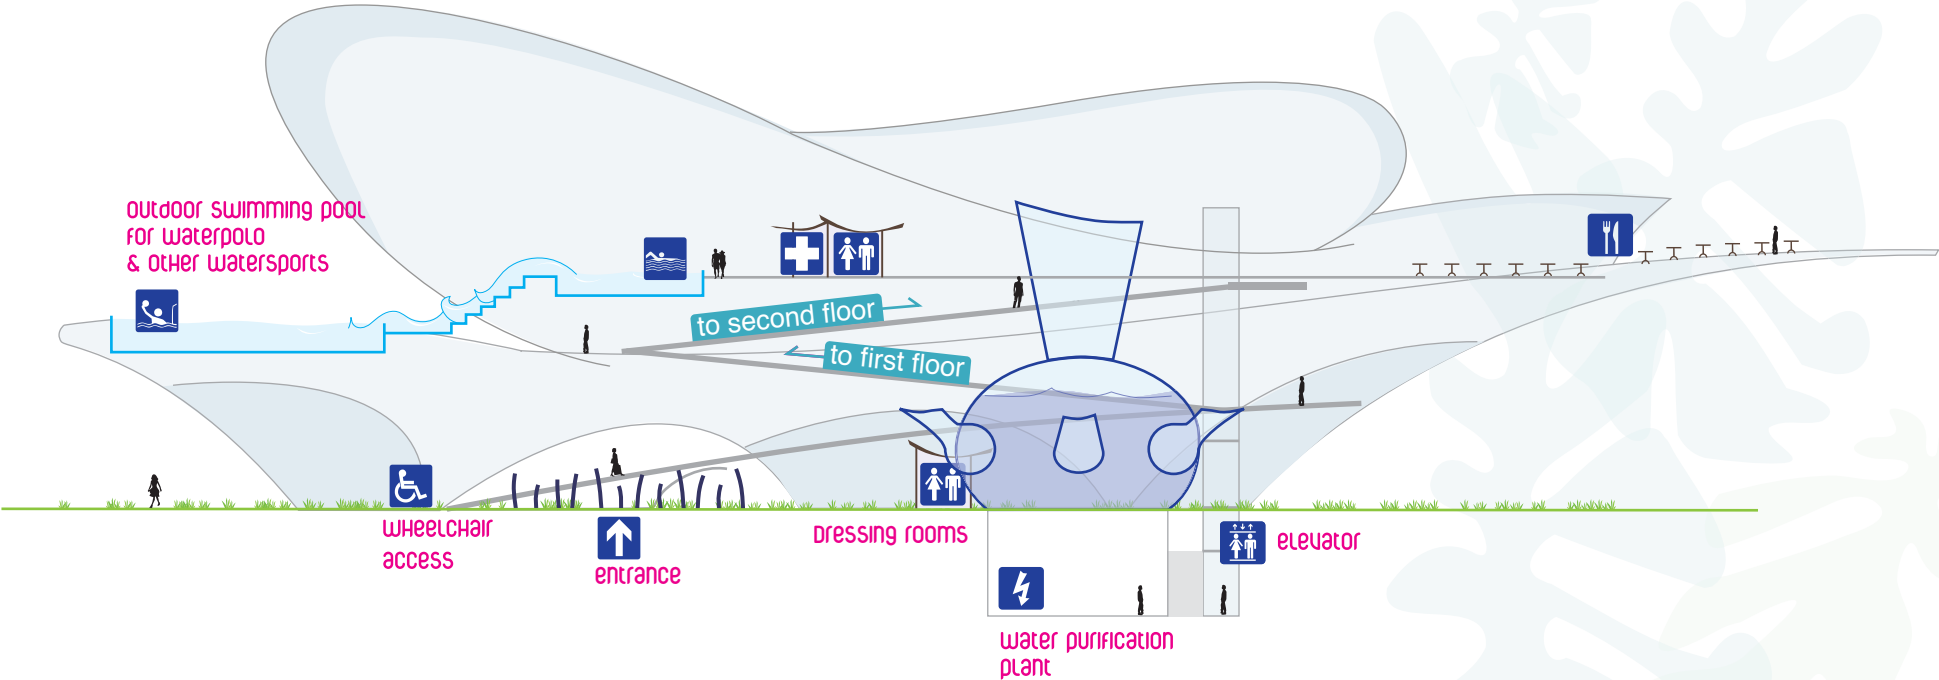 outdoor swimming pool
for waterpolo
& other watersports
to second floor
to first floor
wheelchair
access
entrance
Dressing rooms
elevator
water purification
plant